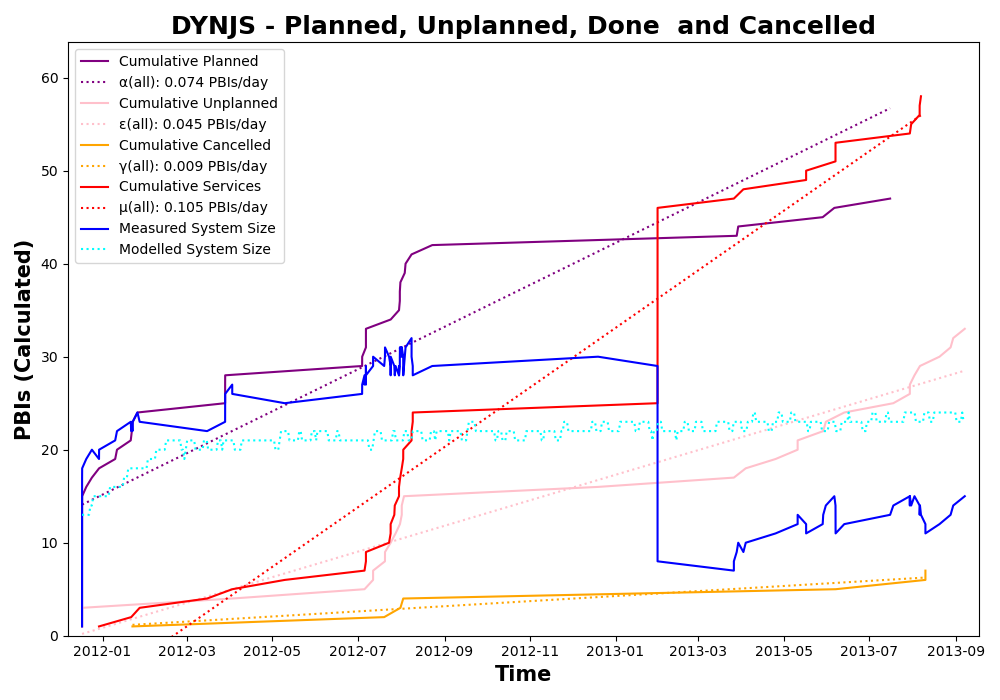 DYNJS - Planned, Unplanned, Done  and Cancelled
Cumulative Planned
α(all): 0.074 PBIs/day
Cumulative Unplanned
ε(all): 0.045 PBIs/day
Cumulative Cancelled
γ(all): 0.009 PBIs/day
Cumulative Services
μ(all): 0.105 PBIs/day
Measured System Size
Modelled System Size
PBIs (Calculated)
60
50
40
30
20
10
0
2012-01 2012-03 2012-05 2012-07 2012-09 2012-11 2013-01 2013-03 2013-05 2013-07 2013-09
Time